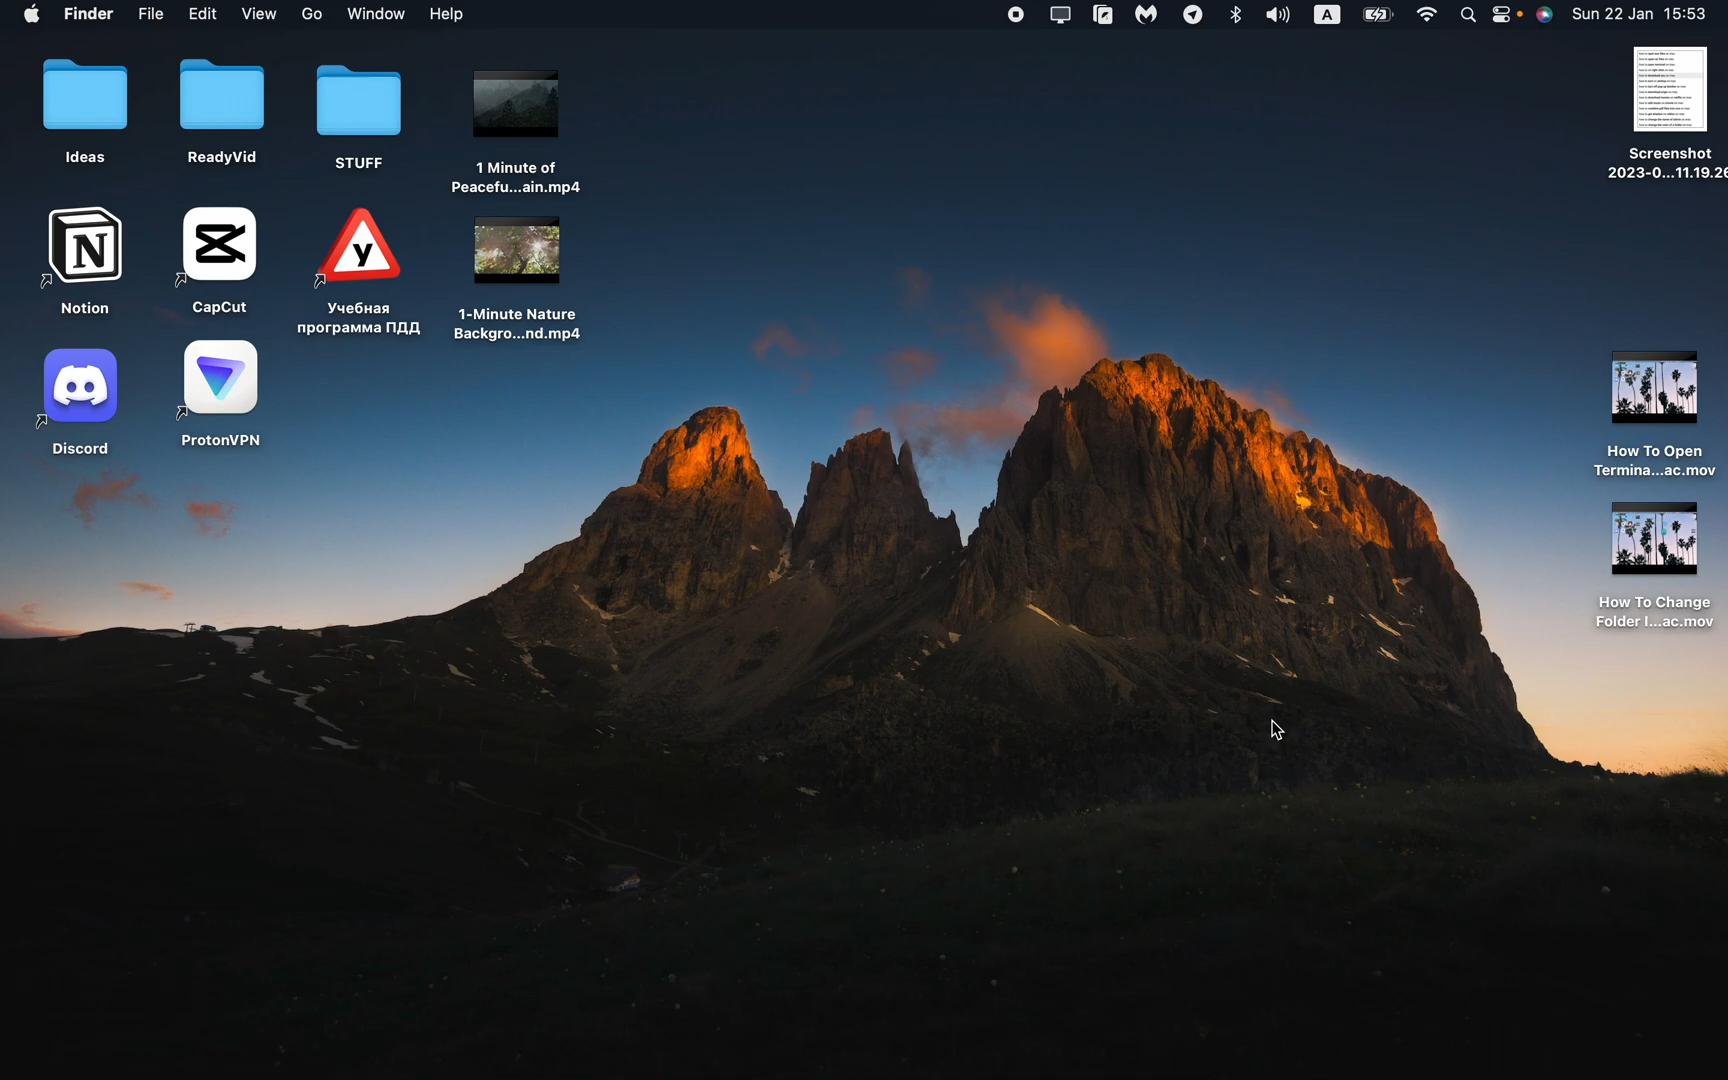 Finder File Edit View Go Window Help A Sun 22 Jan 15:53
Ideas
ReadyVid
STUFF
1 Minute of
Peacefu...ain.mp4
Screenshot
2023-0...11.19.26
N
Notion
CapCut
y
Учебная
программа ПДД
1-Minute Nature
Backgro...nd.mp4
Discord
ProtonVPN
How To Open
Termina...ac.mov
How To Change
Folder I...ac.mov